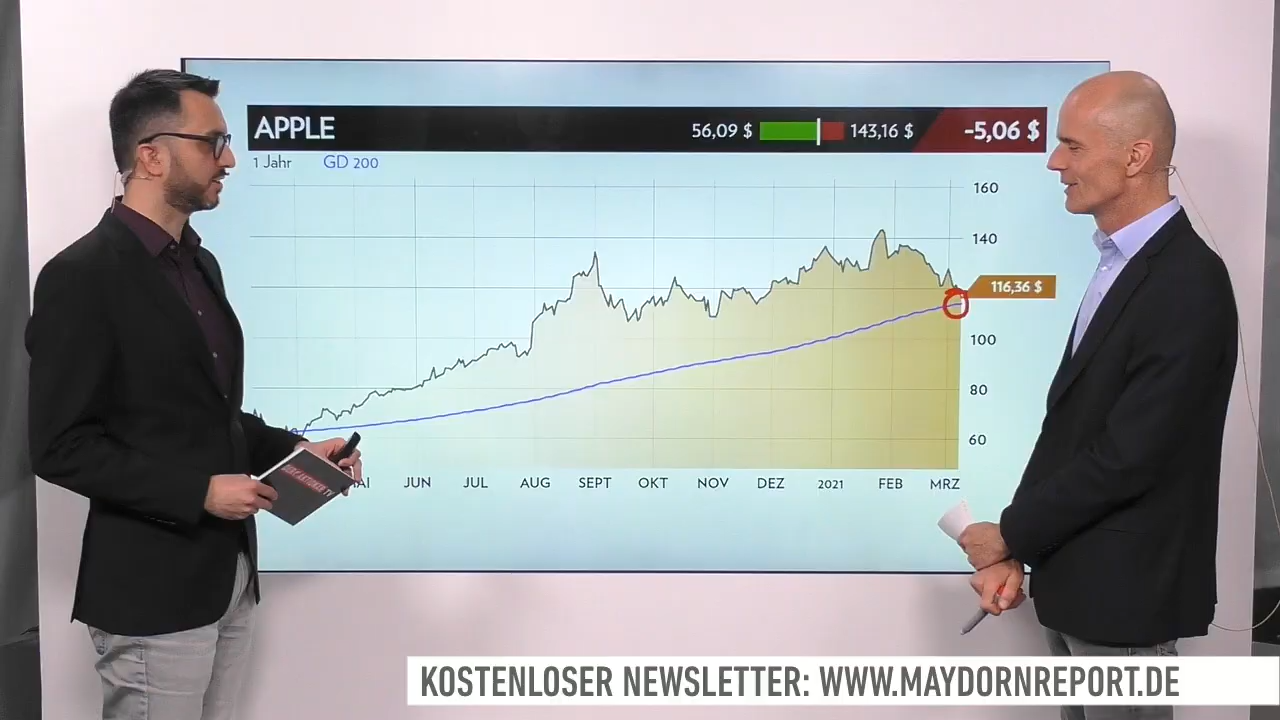 APPLE 56,09 $ 143,16 $ -5,06 $
1 Jahr GD 200
160
140
116,36 $
100
80
60
AI JUN JUL AUG SEPT OKT NOV DEZ 2021 FEB MRZ
KOSTENLOSER NEWSLETTER: WWW.MAYDORNREPORT.DE